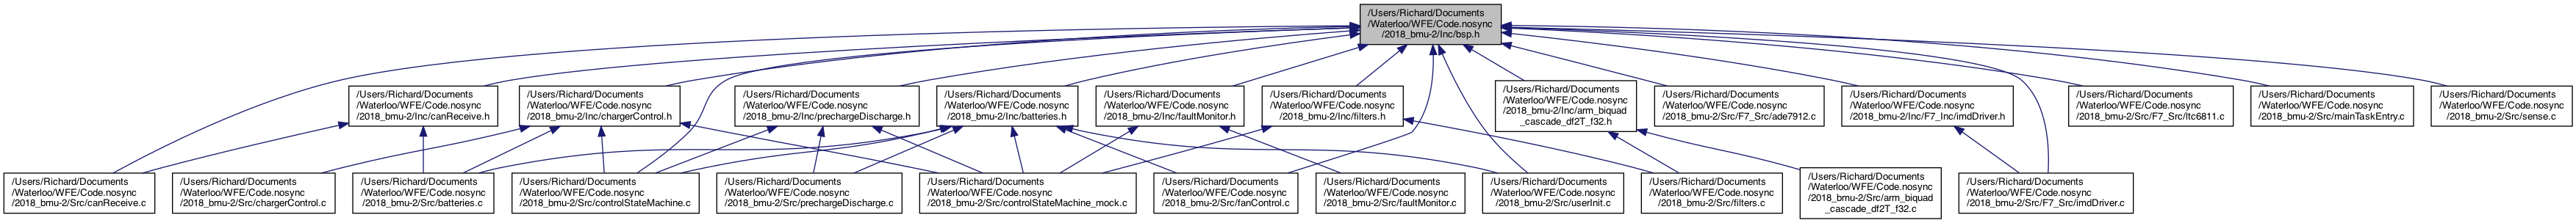 /Users/Richard/Documents
/Waterloo/WFE/Code.nosync
/2018_bmu-2/Inc/bsp.h
/Users/Richard/Documents
/Waterloo/WFE/Code.nosync
/2018_bmu-2/Inc/canReceive.h
/Users/Richard/Documents
/Waterloo/WFE/Code.nosync
/2018_bmu-2/Inc/chargerControl.h
/Users/Richard/Documents
/Waterloo/WFE/Code.nosync
/2018_bmu-2/Inc/prechargeDischarge.h
/Users/Richard/Documents
/Waterloo/WFE/Code.nosync
/2018_bmu-2/Inc/batteries.h
/Users/Richard/Documents
/Waterloo/WFE/Code.nosync
/2018_bmu-2/Inc/faultMonitor.h
/Users/Richard/Documents
/Waterloo/WFE/Code.nosync
/2018_bmu-2/Inc/filters.h
/Users/Richard/Documents
/Waterloo/WFE/Code.nosync
/2018_bmu-2/Inc/arm_biquad
_cascade_df2T_f32.h
/Users/Richard/Documents
/Waterloo/WFE/Code.nosync
/2018_bmu-2/Src/F7_Src/ade7912.c
/Users/Richard/Documents
/Waterloo/WFE/Code.nosync
/2018_bmu-2/Inc/F7_Inc/imdDriver.h
/Users/Richard/Documents
/Waterloo/WFE/Code.nosync
/2018_bmu-2/Src/F7_Src/ltc6811.c
/Users/Richard/Documents
/Waterloo/WFE/Code.nosync
/2018_bmu-2/Src/mainTaskEntry.c
/Users/Richard/Documents
/Waterloo/WFE/Code.nosync
/2018_bmu-2/Src/sense.c
/Users/Richard/Documents
/Waterloo/WFE/Code.nosync
/2018_bmu-2/Src/canReceive.c
/Users/Richard/Documents
/Waterloo/WFE/Code.nosync
/2018_bmu-2/Src/chargerControl.c
/Users/Richard/Documents
/Waterloo/WFE/Code.nosync
/2018_bmu-2/Src/batteries.c
/Users/Richard/Documents
/Waterloo/WFE/Code.nosync
/2018_bmu-2/Src/controlStateMachine.c
/Users/Richard/Documents
/Waterloo/WFE/Code.nosync
/2018_bmu-2/Src/prechargeDischarge.c
/Users/Richard/Documents
/Waterloo/WFE/Code.nosync
/2018_bmu-2/Src/controlStateMachine_mock.c
/Users/Richard/Documents
/Waterloo/WFE/Code.nosync
/2018_bmu-2/Src/fanControl.c
/Users/Richard/Documents
/Waterloo/WFE/Code.nosync
/2018_bmu-2/Src/faultMonitor.c
/Users/Richard/Documents
/Waterloo/WFE/Code.nosync
/2018_bmu-2/Src/userInit.c
/Users/Richard/Documents
/Waterloo/WFE/Code.nosync
/2018_bmu-2/Src/filters.c
/Users/Richard/Documents
/Waterloo/WFE/Code.nosync
/2018_bmu-2/Src/arm_biquad
_cascade_df2T_f32.c
/Users/Richard/Documents
/Waterloo/WFE/Code.nosync
/2018_bmu-2/Src/F7_Src/imdDriver.c